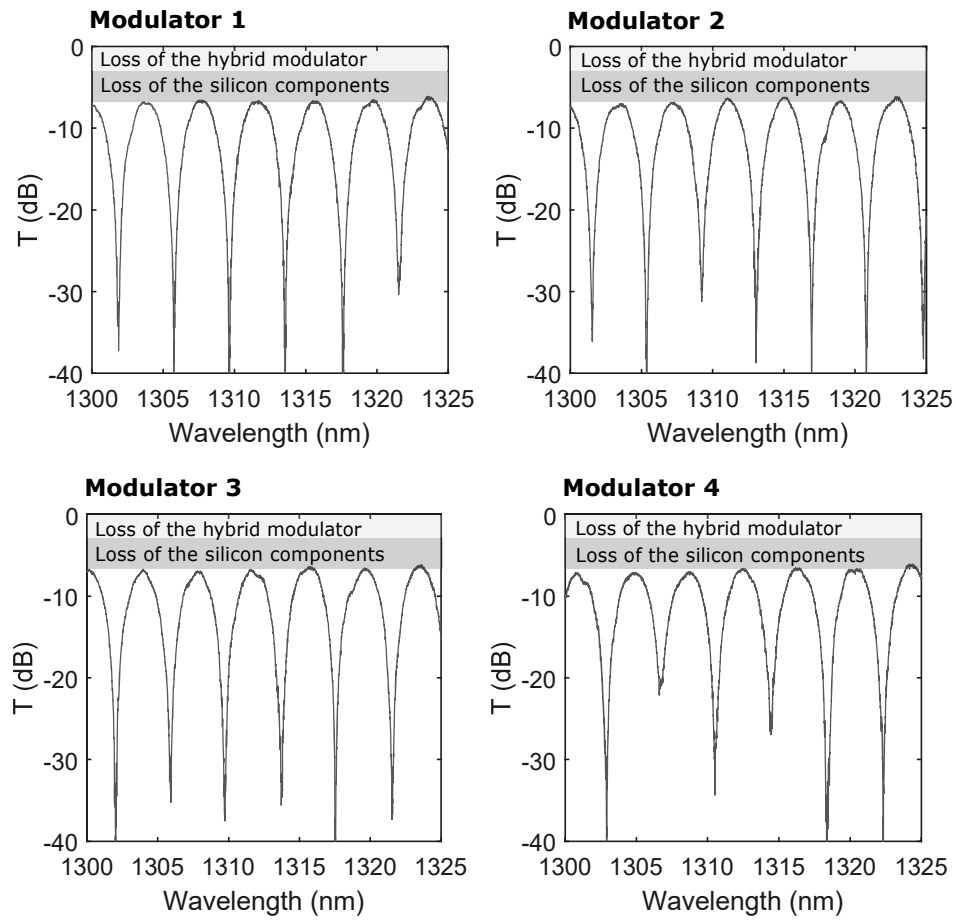 Modulator 1
0
Loss of the hybrid modulator
Loss of the silicon components
-10
-20
-30
-40
T (dB)
1300 1305 1310 1315 1320 1325
Wavelength (nm)
Modulator 2
0
Loss of the hybrid modulator
Loss of the silicon components
-10
-20
-30
-40
T (dB)
1300 1305 1310 1315 1320 1325
Wavelength (nm)
Modulator 3
0
Loss of the hybrid modulator
Loss of the silicon components
-10
-20
-30
-40
T (dB)
1300 1305 1310 1315 1320 1325
Wavelength (nm)
Modulator 4
0
Loss of the hybrid modulator
Loss of the silicon components
-10
-20
-30
-40
T (dB)
1300 1305 1310 1315 1320 1325
Wavelength (nm)